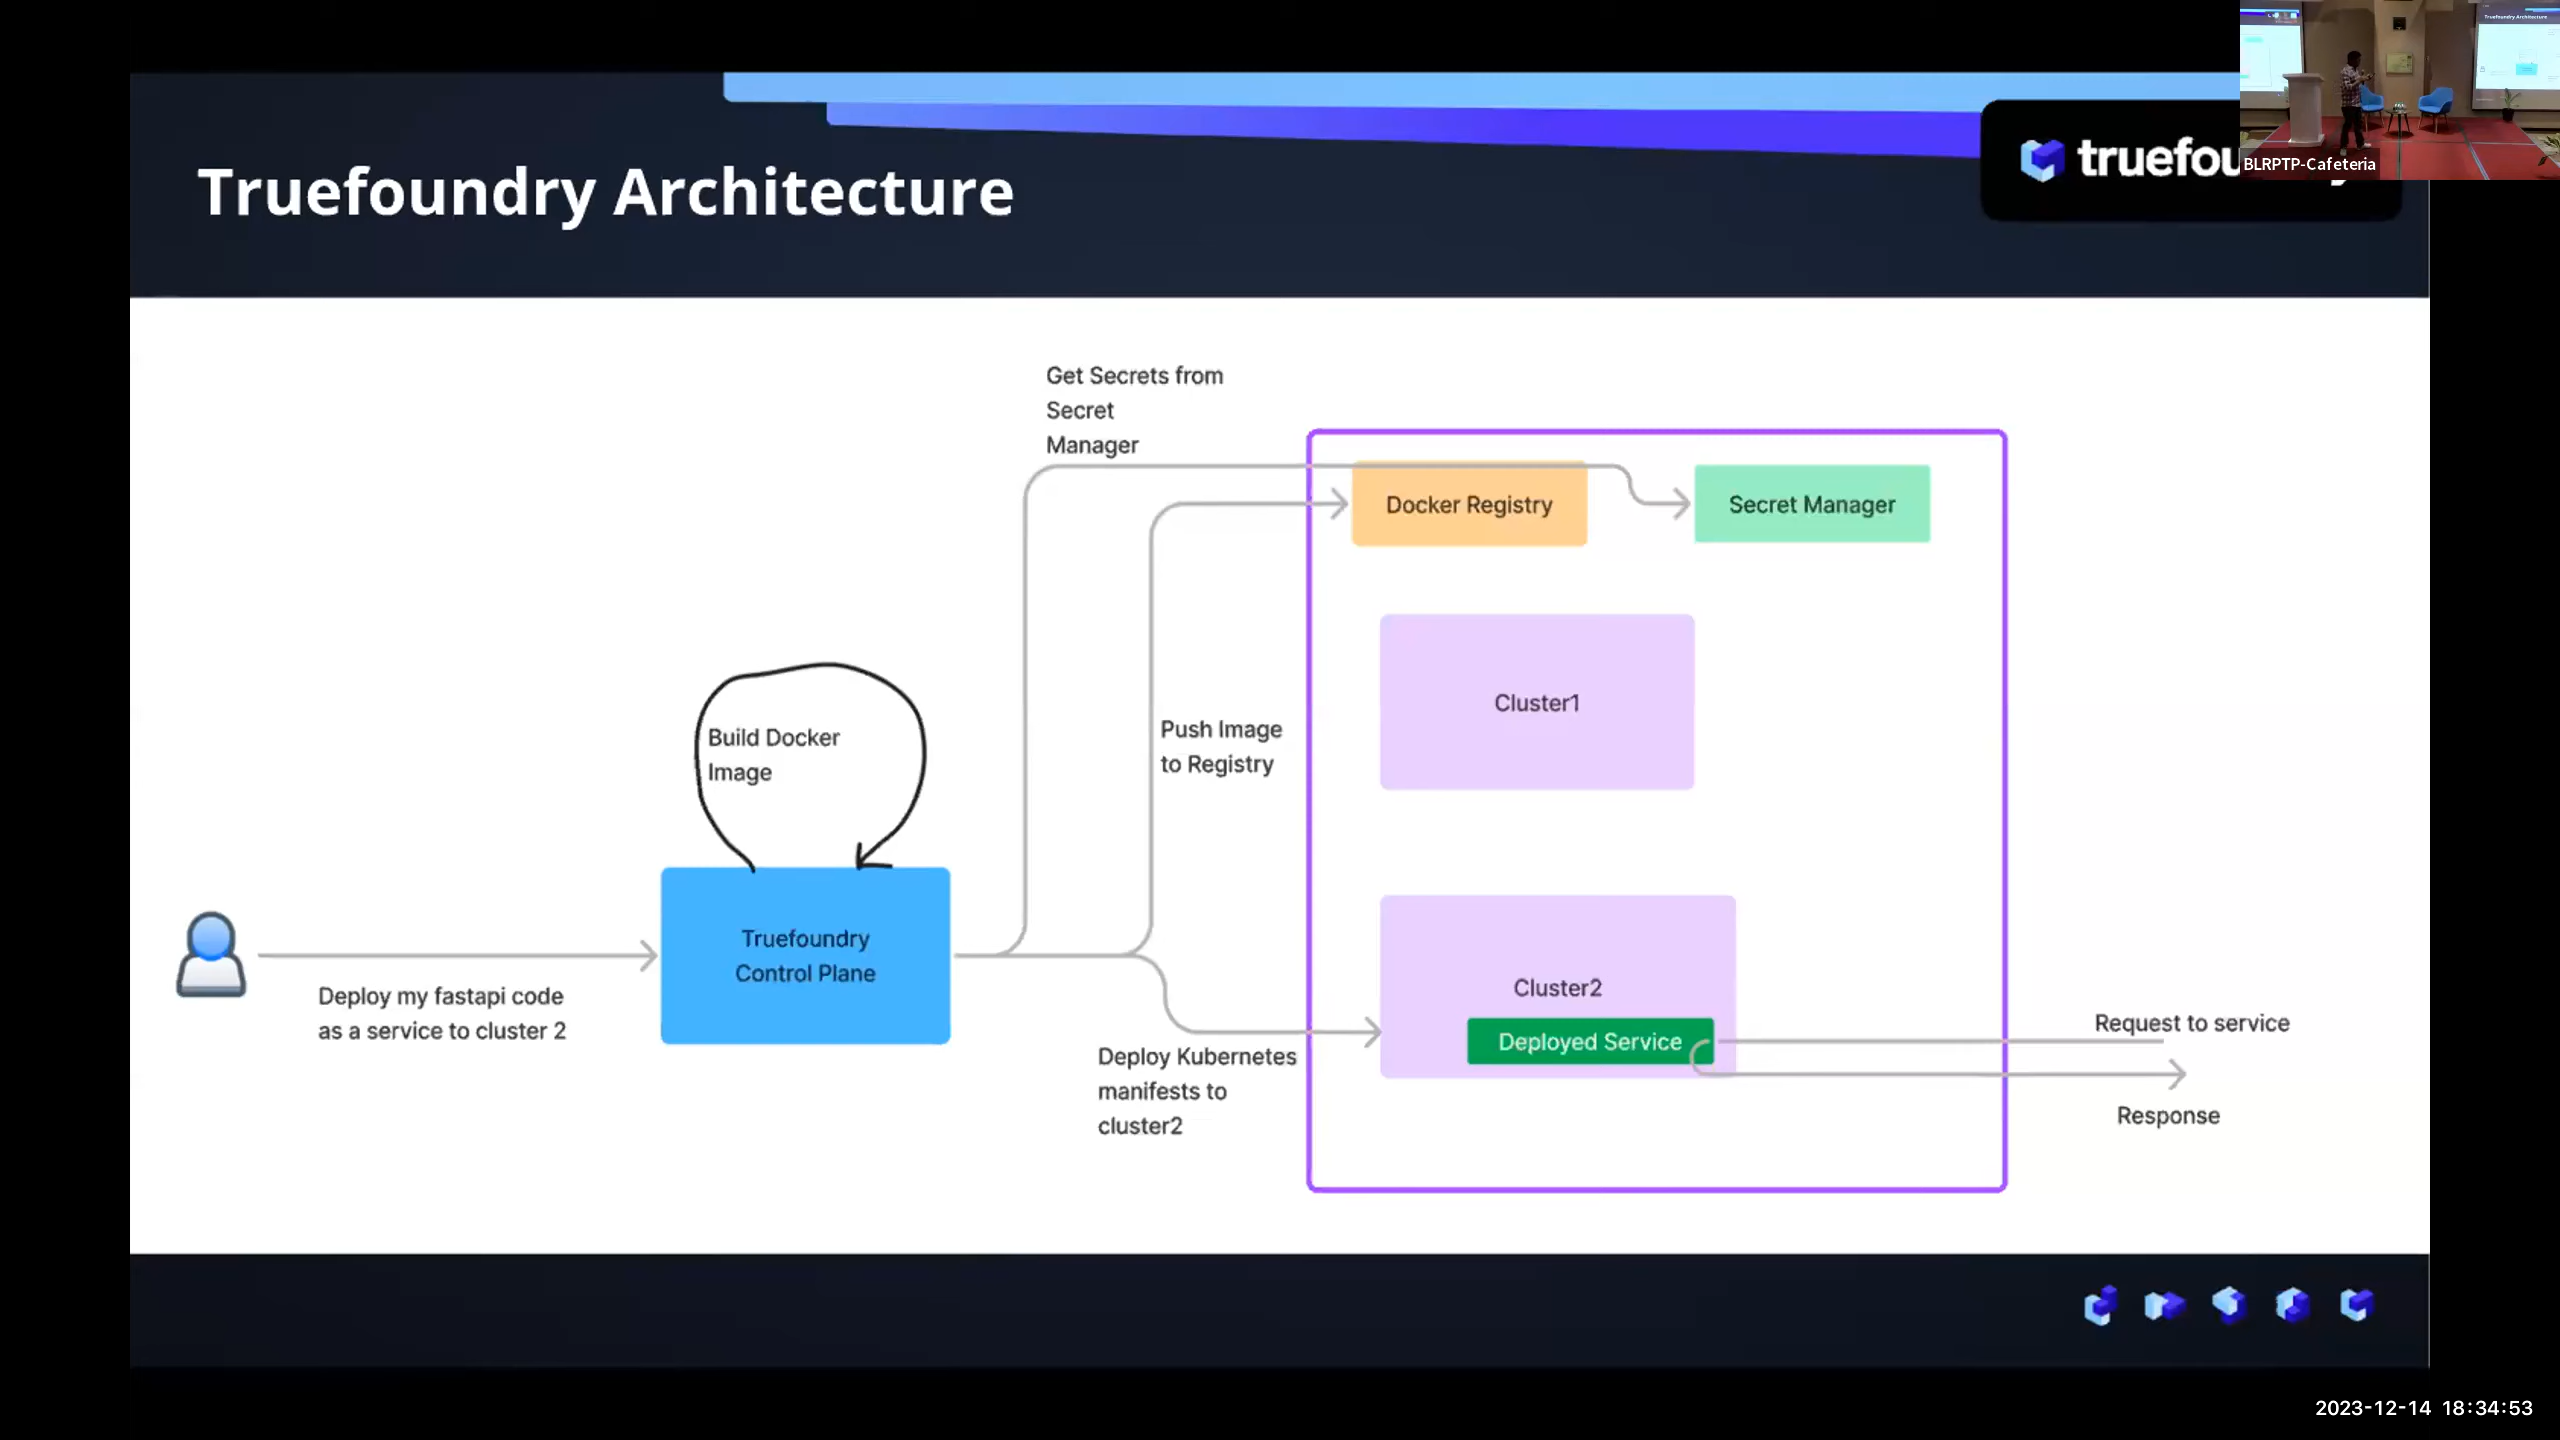 Truefoundry Architecture
truefou
BLRPTP-Cafeteria
Truefoundry Architecture
Get Secrets from
Secret
Manager
Docker Registry
Secret Manager
Cluster1
Build Docker
Image
Push Image
to Registry
Truefoundry
Control Plane
Deploy my fastapi code
as a service to cluster 2
Cluster2
Deployed Service
Request to service
Response
Deploy Kubernetes
manifests to
cluster2
2023-12-14 18:34:53